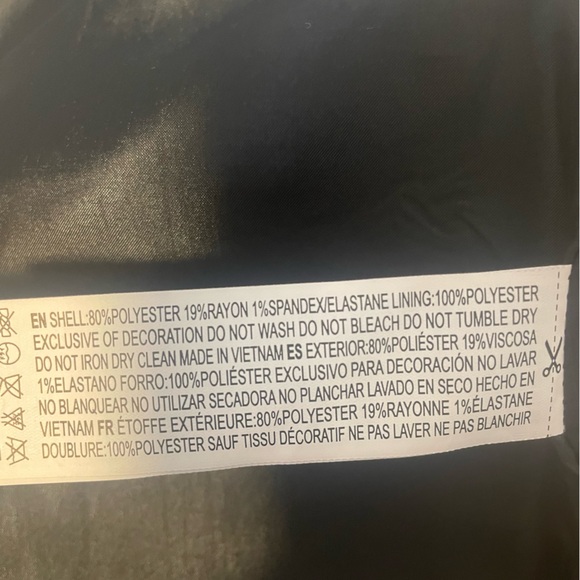 EN SHELL:80%POLYESTER 19%RAYON 1%SPANDEX/ELASTANE LINING:100%POLYESTER
EXCLUSIVE OF DECORATION DO NOT WASH DO NOT BLEACH DO NOT TUMBLE DRY
DO NOT IRON DRY CLEAN MADE IN VIETNAM ES EXTERIOR:80%POLIÉSTER 19%VISCOSA
1%ELASTANO FORRO:100%POLIÉSTER EXCLUSIVO PARA DECORACIÓN NO LAVAR
NO BLANQUEAR NO UTILIZAR SECADORA NO PLANCHAR LAVADO EN SECO HECHO EN
VIETNAM FR ÉTOFFE EXTÉRIEURE:80%POLYESTER 19%RAYONNE 1%ÉLASTANE
DOUBLURE:100%POLYESTER SAUF TISSU DÉCORATIF NE PAS LAVER NE PAS BLANCHIR